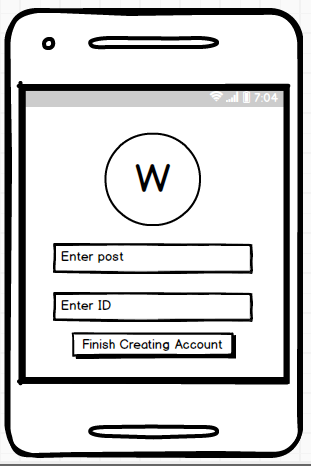 7:04
W
Enter post
Enter ID
Finish Creating Account